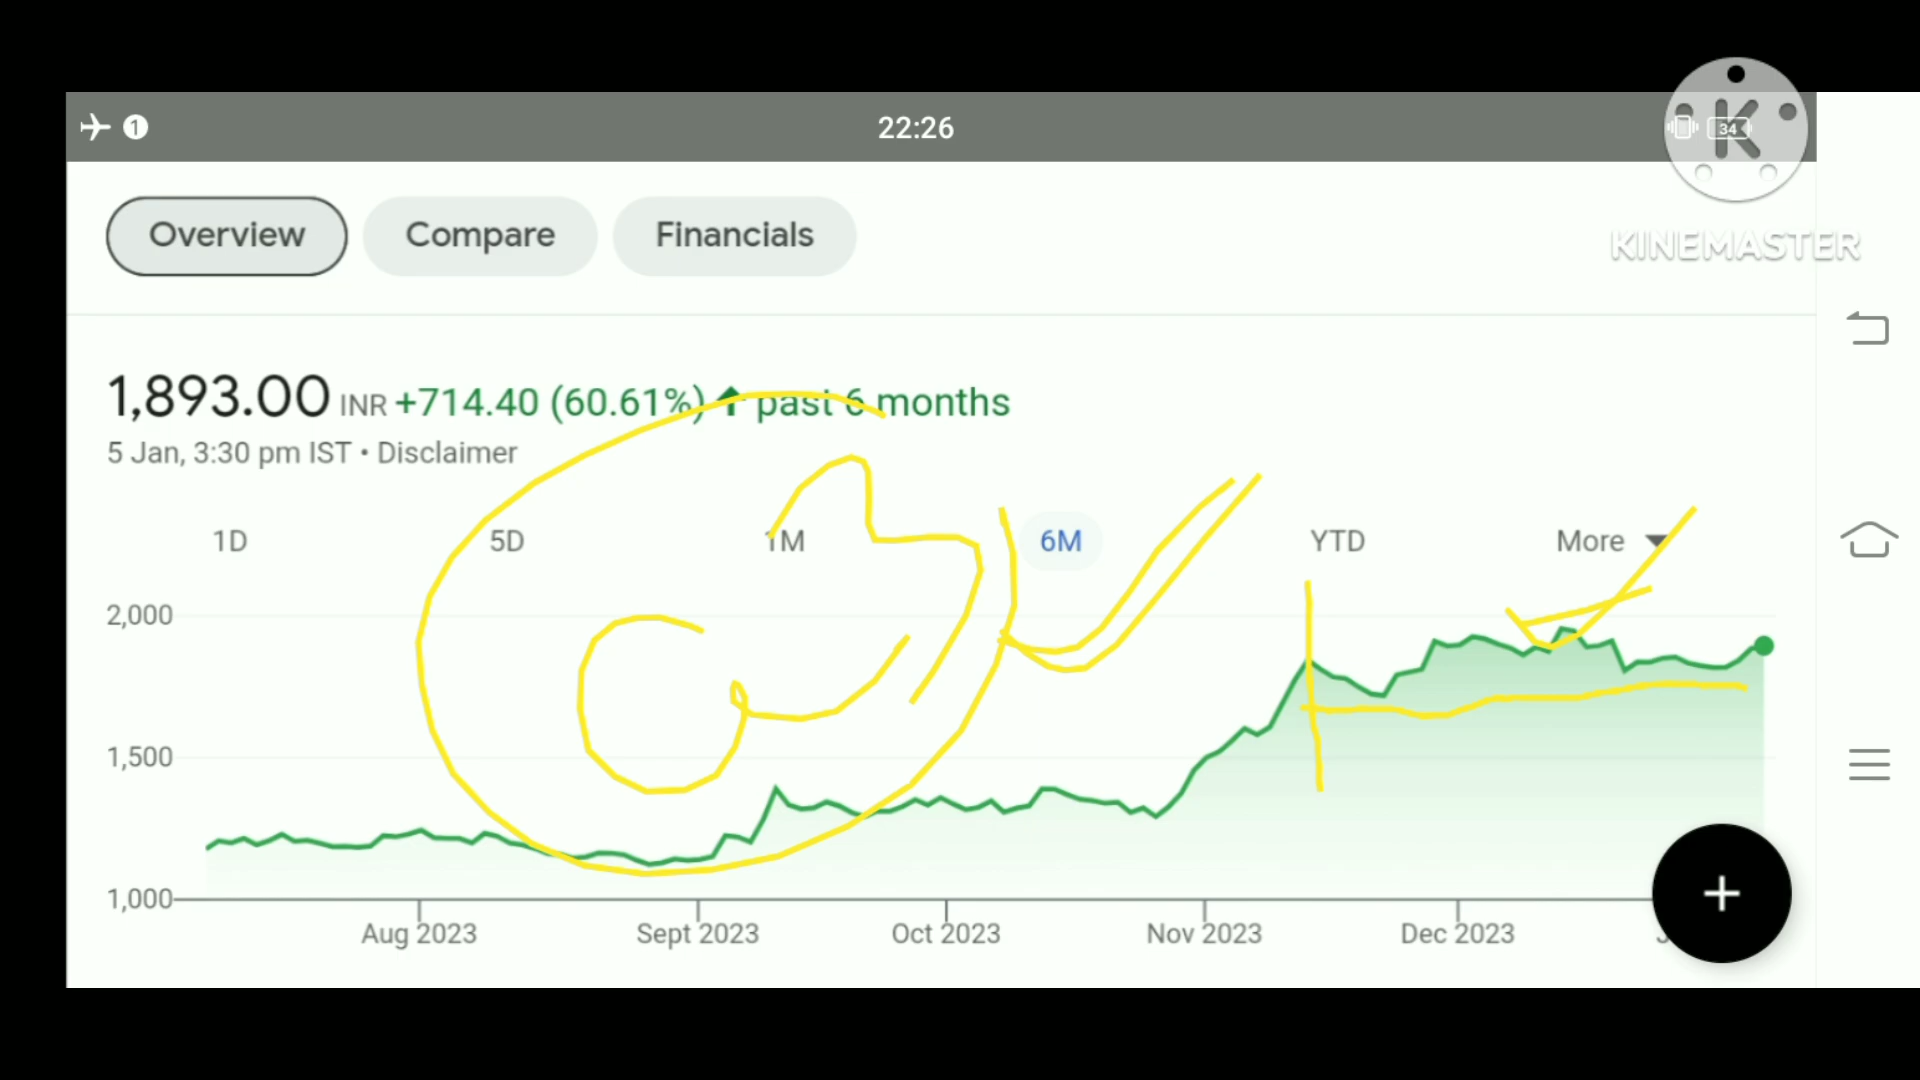 1
22:26
34
K
KINEMASTER
Overview Compare Financials
1,893.00 INR +714.40 (60.61%) ↑ past 6 months
5 Jan, 3:30 pm IST • Disclaimer
1D 5D 1M 6M YTD More
2,000
1,500
1,000
Aug 2023 Sept 2023 Oct 2023 Nov 2023 Dec 2023